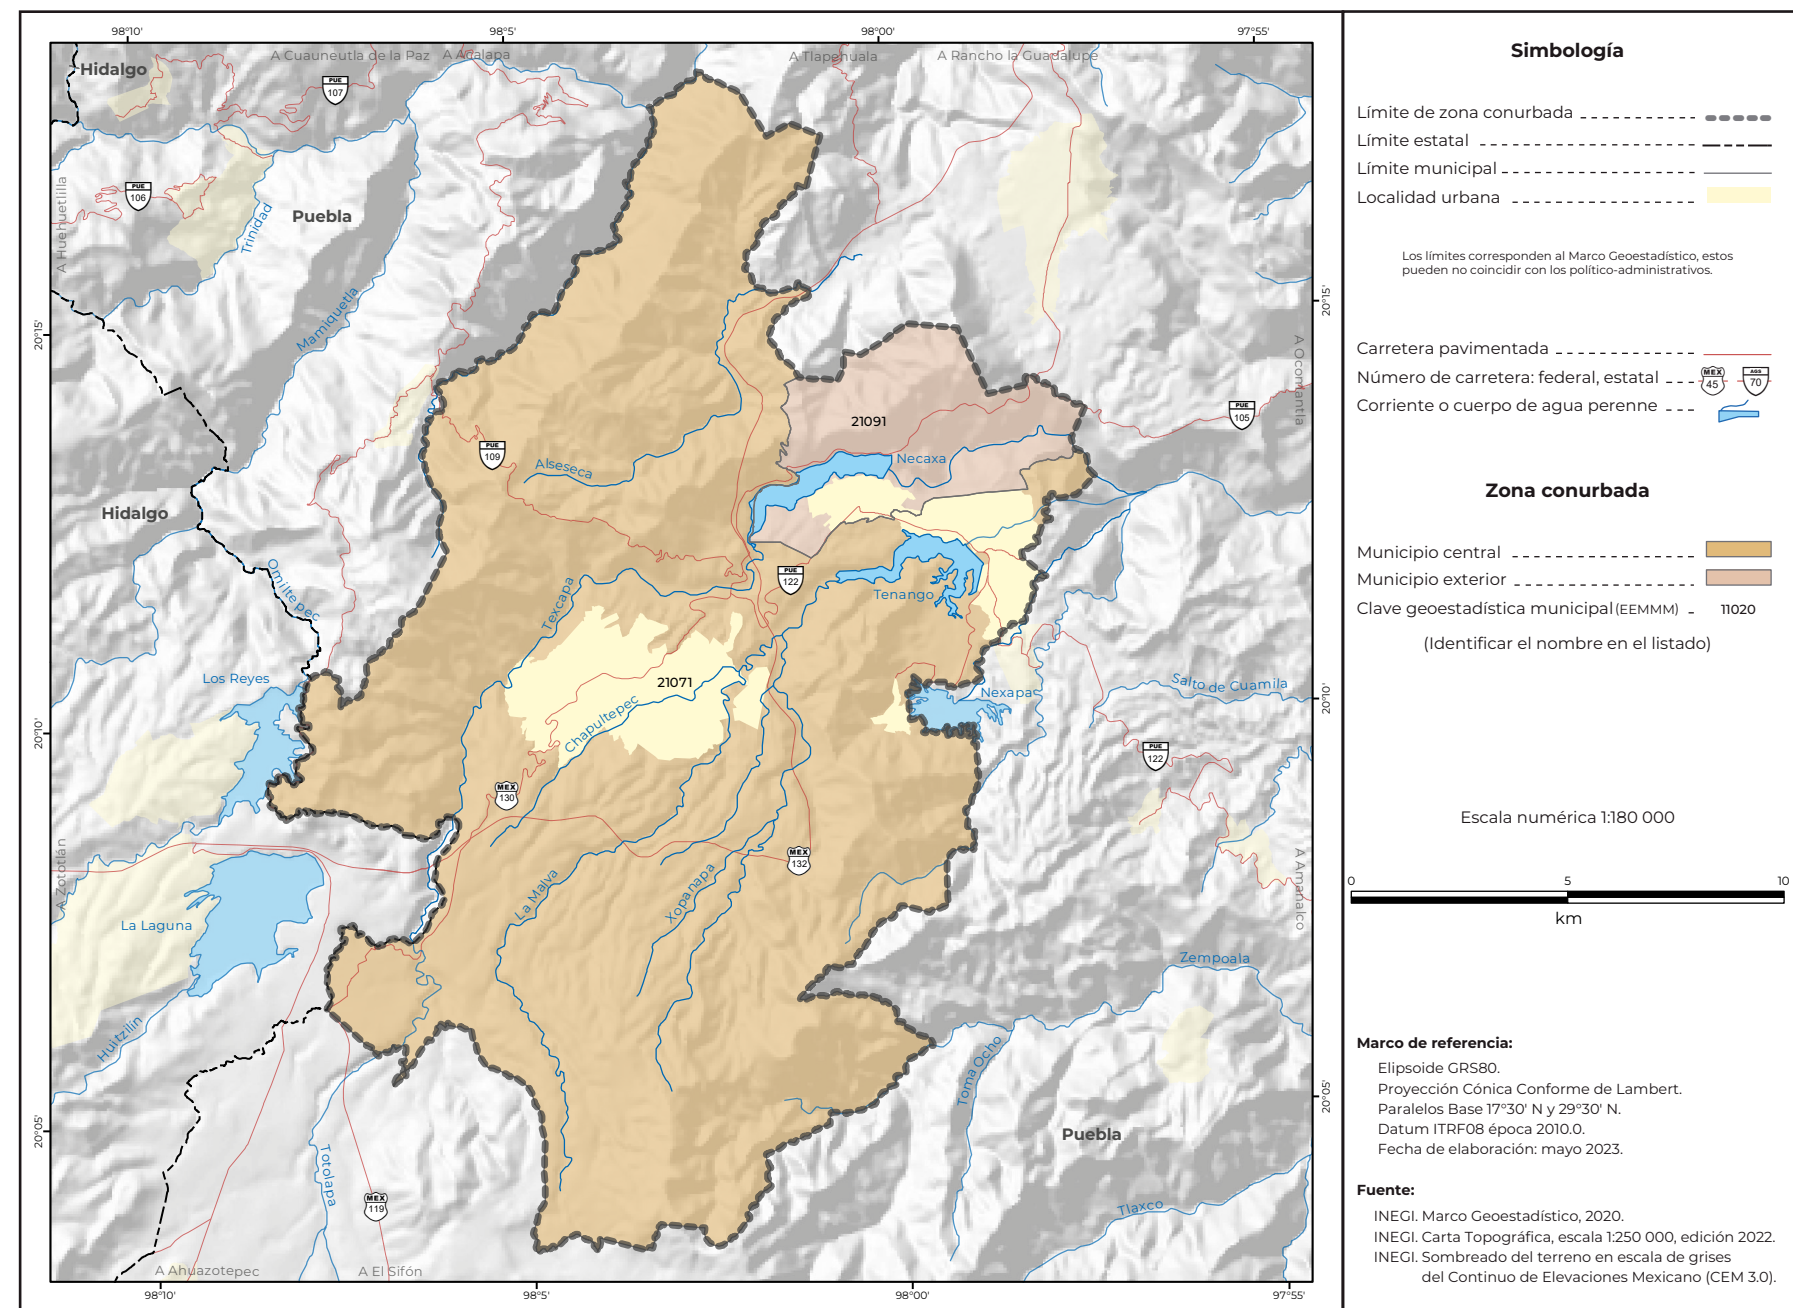 98°10'
98°5'
98°00'
97°55'
Hidalgo
A Cuauneutla de la Paz
A Acalapa
A Tlapehuala
A Rancho la Guadalupe
PUE
107
PUE
106
A Huehuetlilla
Trinidad
Puebla
Mamiquetla
20°15'
20°15'
A Ocomantla
PUE
105
21091
PUE
109
Alseseca
Necaxa
Hidalgo
Omiltepec
Texcapa
PUE
122
Tenango
Los Reyes
21071
Chapultepec
Nexapa
Salto de Cuamila
20°10'
20°10'
PUE
122
MEX
130
A Zotolán
MEX
132
A Amanalco
La Malva
Xopanapa
La Laguna
Zempoala
Huitzilin
Toma Ocho
20°05'
20°05'
Puebla
Totolapa
MEX
119
Tlaxco
A Ahuazotepec
A El Sifón
98°10'
98°5'
98°00'
97°55'
Simbología
Límite de zona conurbada
Límite estatal
Límite municipal
Localidad urbana
Los límites corresponden al Marco Geoestadístico, estos
pueden no coincidir con los político-administrativos.
Carretera pavimentada
Número de carretera: federal, estatal
MEX
45
AGS
70
Corriente o cuerpo de agua perenne
Zona conurbada
Municipio central
Municipio exterior
Clave geoestadística municipal (EEMMM) 11020
(Identificar el nombre en el listado)
Escala numérica 1:180 000
0 5 10
km
Marco de referencia:
Elipsoide GRS80.
Proyección Cónica Conforme de Lambert.
Paralelos Base 17°30' N y 29°30' N.
Datum ITRF08 época 2010.0.
Fecha de elaboración: mayo 2023.
Fuente:
INEGI. Marco Geoestadístico, 2020.
INEGI. Carta Topográfica, escala 1:250 000, edición 2022.
INEGI. Sombreado del terreno en escala de grises
del Continuo de Elevaciones Mexicano (CEM 3.0).